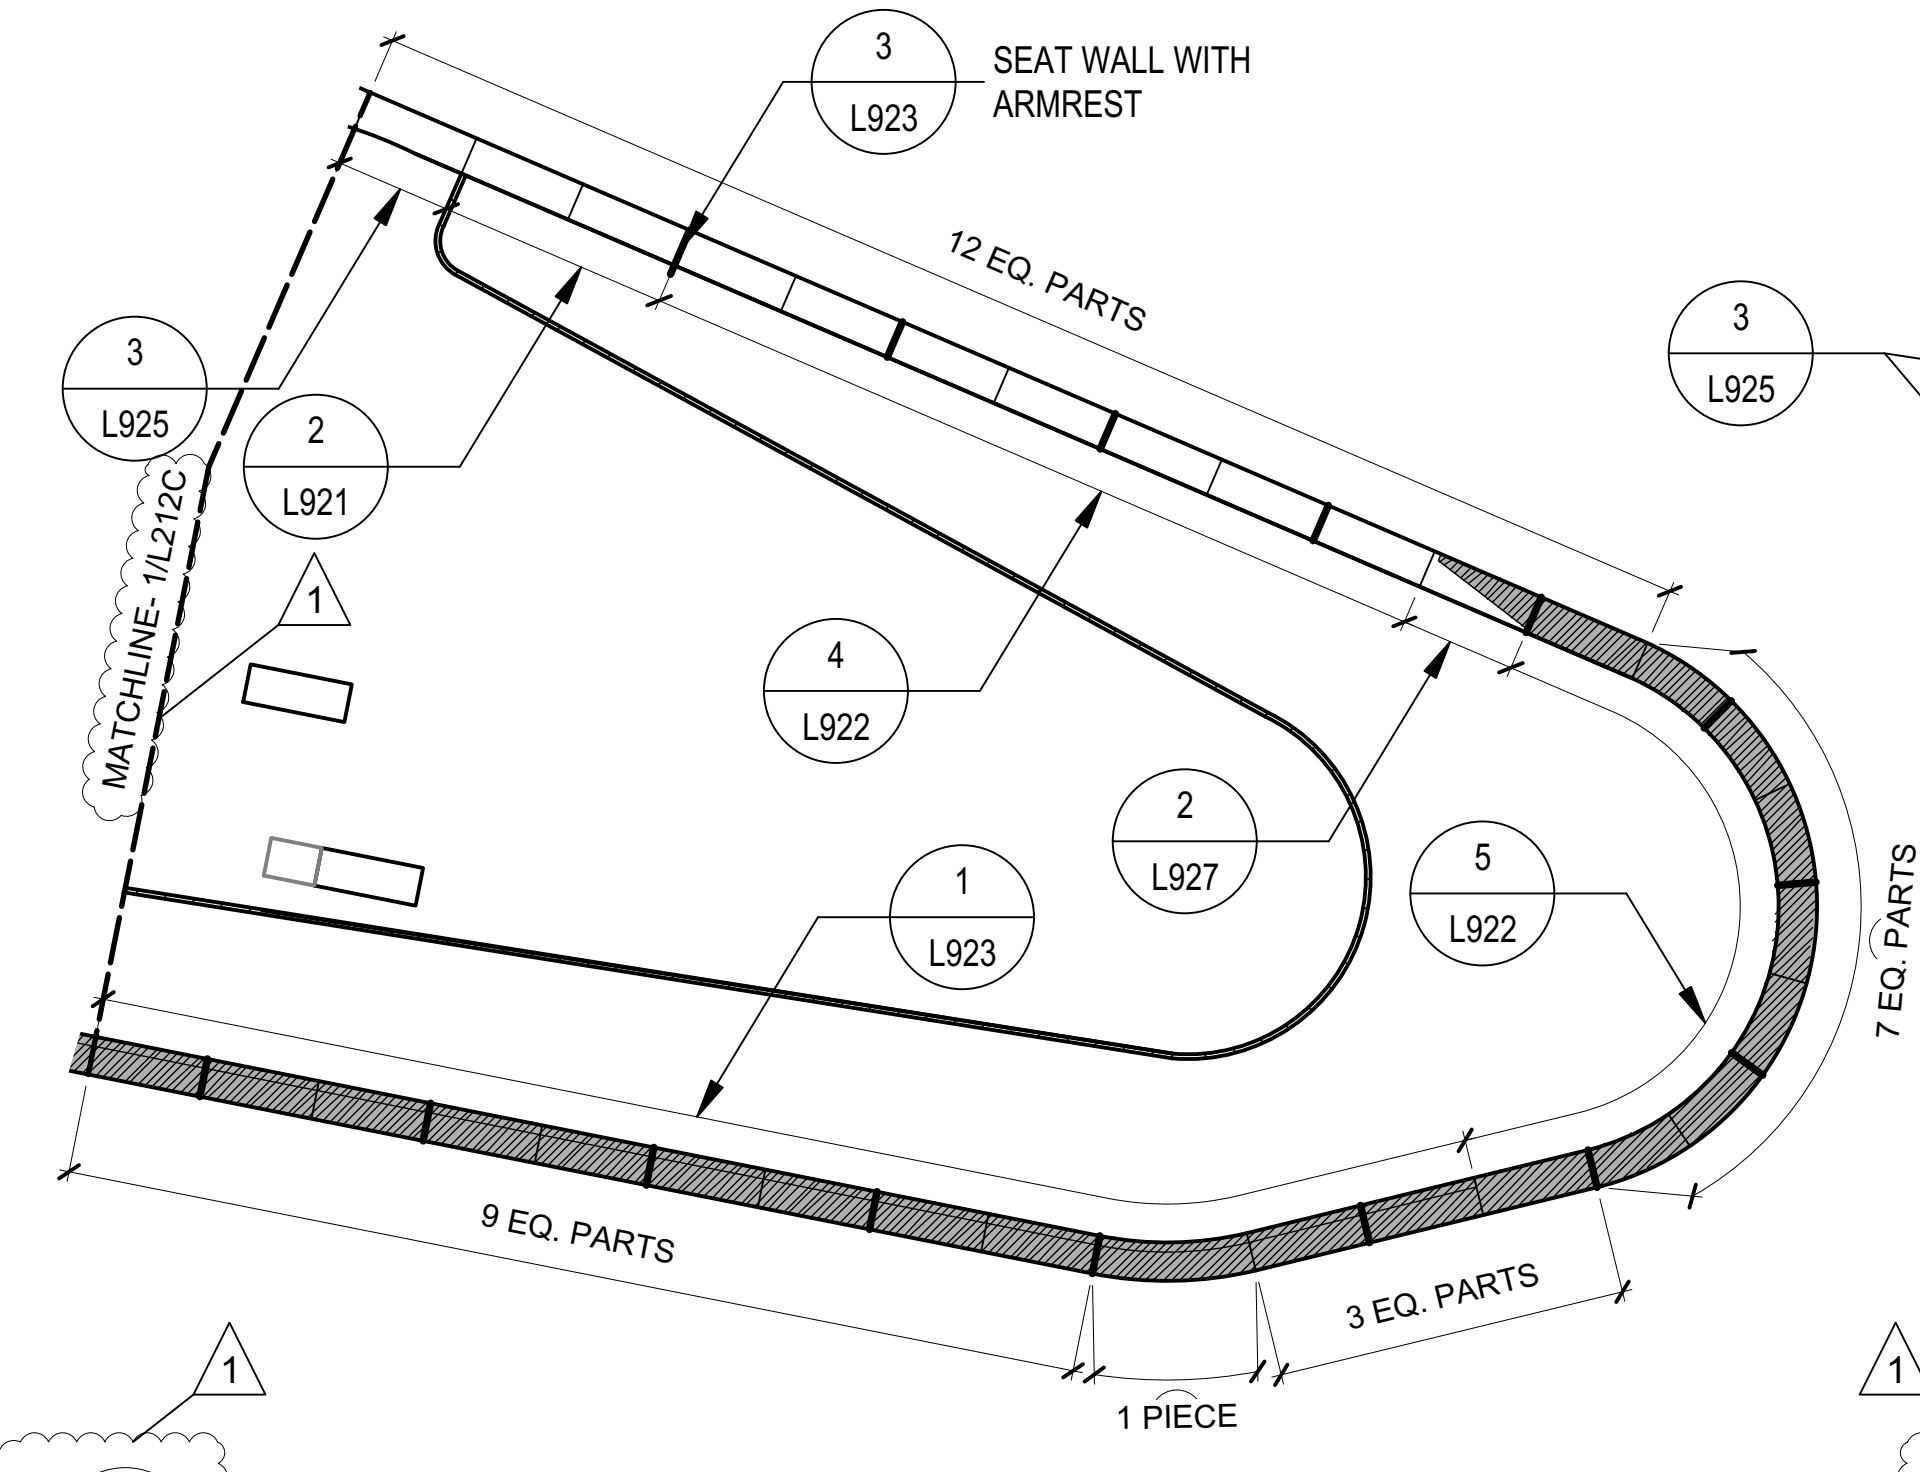 3
L923
SEAT WALL WITH
ARMREST
12 EQ. PARTS
3
L925
3
L925
2
L921
MATCHLINE- 1/L212C
1
4
L922
2
L927
5
L922
1
L923
7 EQ. PARTS
9 EQ. PARTS
3 EQ. PARTS
1 PIECE
1
1